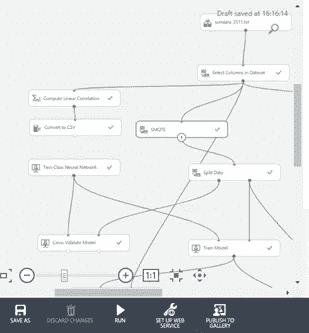 Draft saved at 16:16:14
Select Columns in Dataset
Compute Linear Correlation
Convert to CSV
SMOTE
Two-Class Neural Network
Split Data
Cross Validate Model
Train Model
1:1
SAVE AS
DISCARD CHANGES
RUN
SET UP WEB
SERVICE
PUBLISH TO
GALLERY